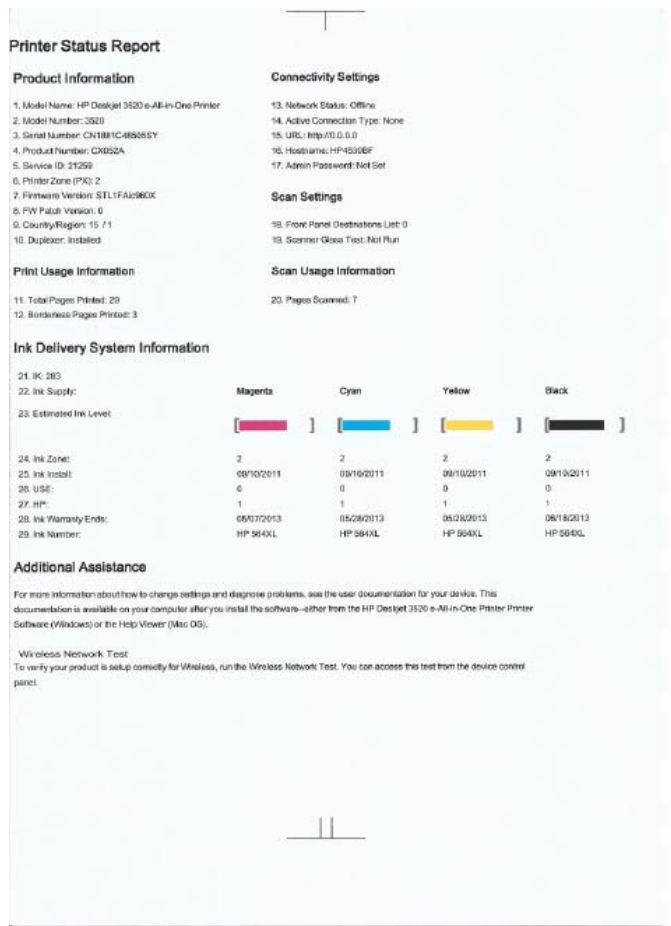 Printer Status Report
Product Information
1. Model Name: HP Deskjet 3520 e-All-in-One Printer
2. Model Number: 3520
3. Serial Number: CN1881C48505SY
4. Product Number: CX052A
5. Service ID: 21259
6. Printer Zone (PX): 2
7. Firmware Version: STL1FAic960X
8. FW Patch Version: 0
9. Country/Region: 15 / 1
10. Duplexer: Installed
Connectivity Settings
13. Network Status: Offline
14. Active Connection Type: None
15. URL: http://0.0.0.0
16. Hostname: HP4530BF
17. Admin Password: Not Set
Scan Settings
18. Front Panel Destinations List: 0
19. Scanner Glass Test: Not Run
Print Usage Information
11. Total Pages Printed: 29
12. Borderless Pages Printed: 3
Scan Usage Information
20. Pages Scanned: 7
Ink Delivery System Information
21. IK: 283
22. Ink Supply: Magenta Cyan Yellow Black
23. Estimated Ink Level: [ ] [ ] [ ] [ ]
24. Ink Zone: 2 2 2 2
25. Ink Install: 09/10/2011 09/10/2011 09/10/2011 09/10/2011
26. USE: 0 0 0
27. HP: 1 1 1 1
28. Ink Warranty Ends: 05/28/2013 05/28/2013
29. Ink Number: HP 564XL HP 564XL HP 564XL HP 564XL
Additional Assistance
For more information about how to change settings and diagnose problems, see the user documentation for your device. This
documentation is available on your computer after you install the software--either from the HP Deskjet 3520 e-All-in-One Printer Printer
Software (Windows) or the Help Viewer (Mac OS).
Wireless Network Test
To verify your product is setup correctly for Wireless, run the Wireless Network Test. You can access this test from the device control
panel.